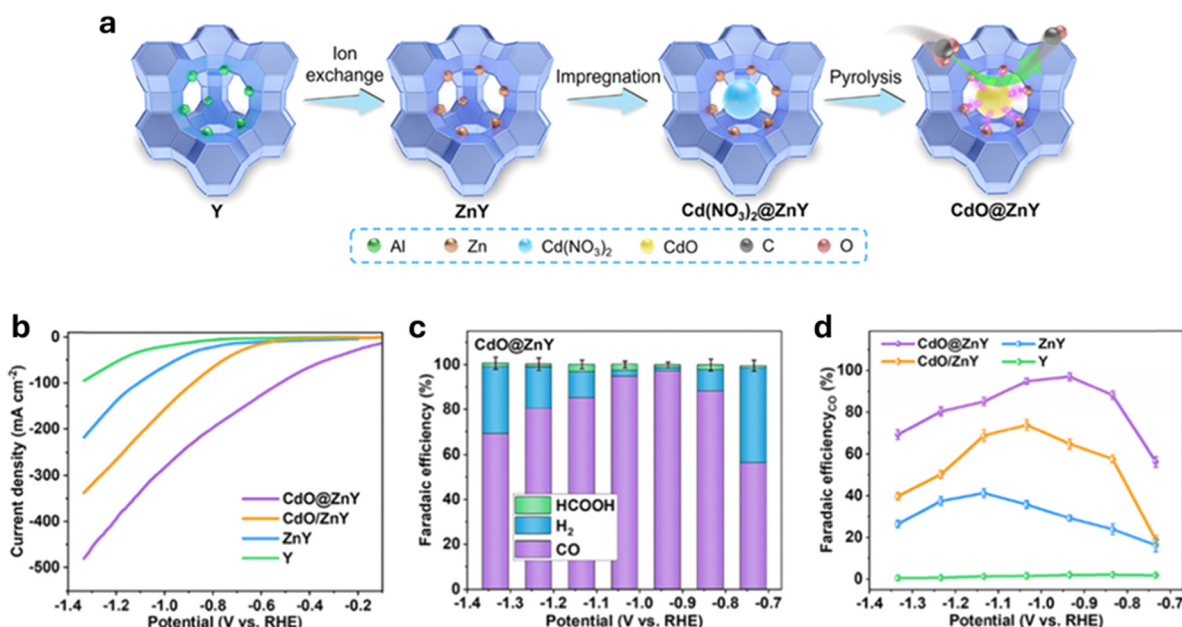 a
Ion
exchange
Impregnation
Pyrolysis
Y
ZnY
Cd(NO₃)₂@ZnY
CdO@ZnY
Al Zn Cd(NO₃)₂ CdO C O
b
0
-100
-200
-300
-400
-500
Current density (mA cm⁻²)
CdO@ZnY
CdO/ZnY
ZnY
Y
-1.4 -1.2 -1.0 -0.8 -0.6 -0.4 -0.2
Potential (V vs. RHE)
c
CdO@ZnY
100
80
60
40
20
0
Faradaic efficiency (%)
HCOOH
H₂
CO
-1.4 -1.3 -1.2 -1.1 -1.0 -0.9 -0.8 -0.7
Potential (V vs. RHE)
d
CdO@ZnY ZnY
CdO/ZnY Y
100
80
60
40
20
0
Faradaic efficiency_CO (%)
-1.4 -1.3 -1.2 -1.1 -1.0 -0.9 -0.8 -0.7
Potential (V vs. RHE)